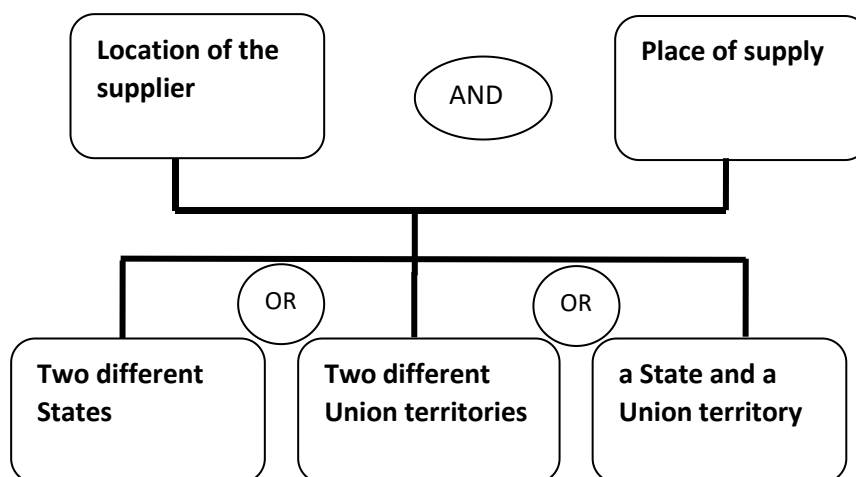 Location of the
supplier
AND
Place of supply
OR
OR
Two different
States
Two different
Union territories
a State and a
Union territory